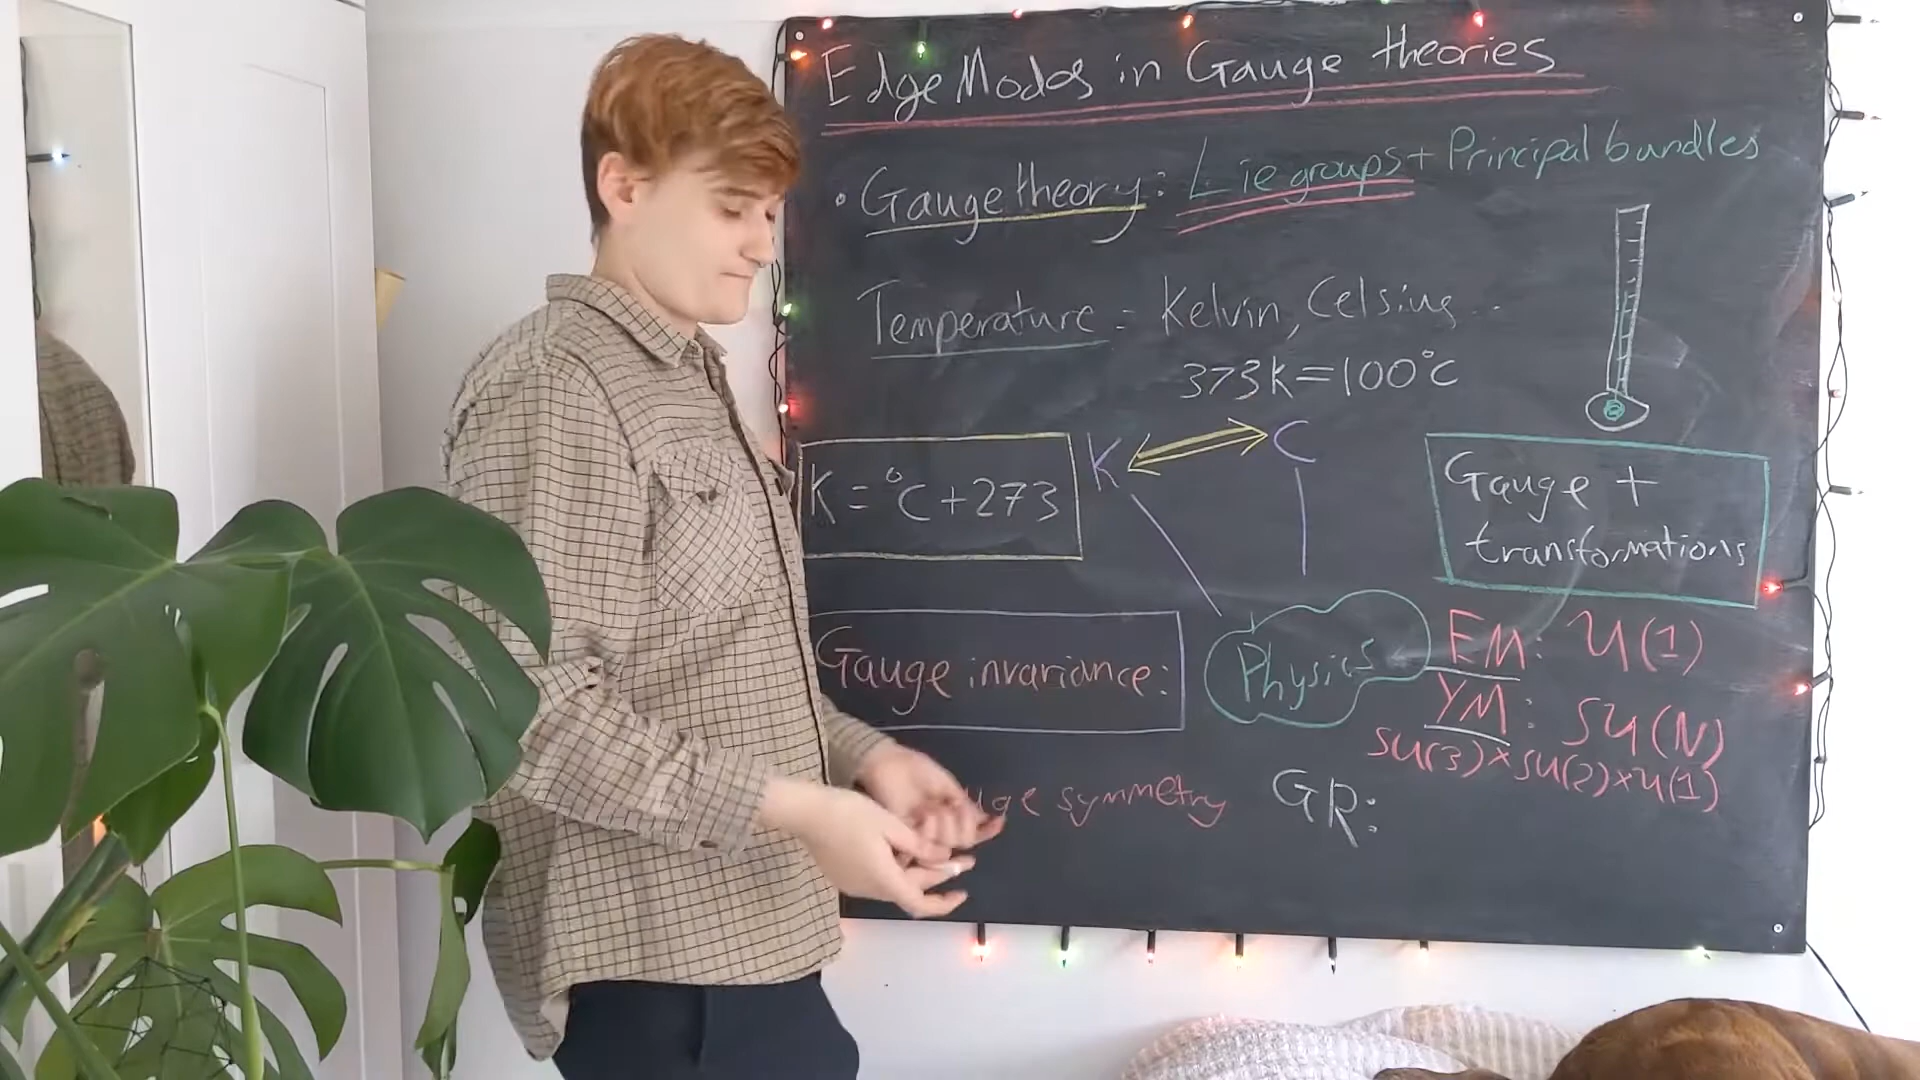 Edge Modes in Gauge theories
• Gauge theory: Lie groups + Principal bundles
Temperature = Kelvin, Celsius...
373K=100°C
K C
K = °C+273
Gauge +
transformations
Gauge invariance:
Physics
EM: U(1)
YM: SU(N)
SU(3)×SU(2)×U(1)
symmetry
GR: